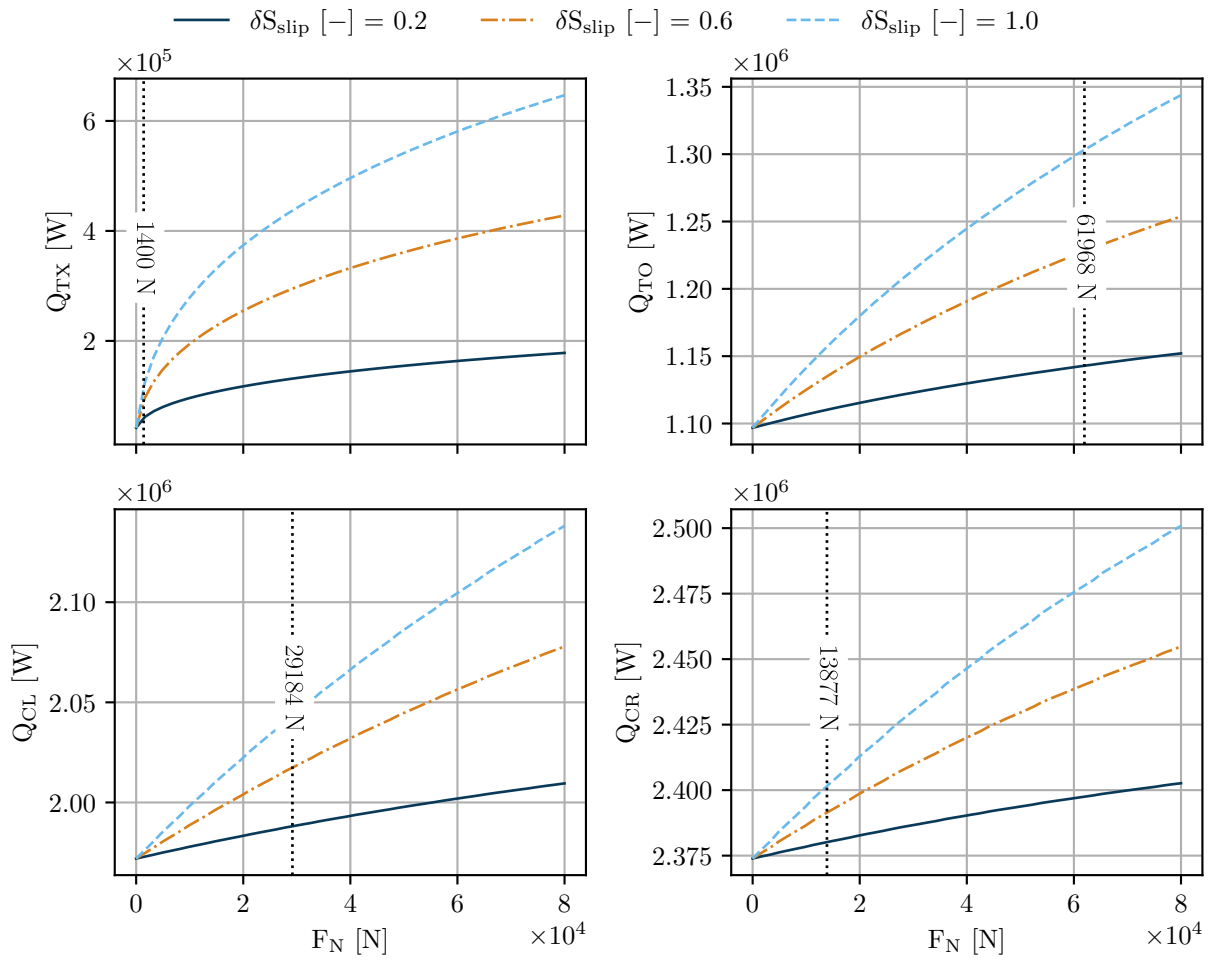 δS_slip [−] = 0.2 δS_slip [−] = 0.6 δS_slip [−] = 1.0
×10^5
6
4
2
Q_TX [W]
1400 N
×10^6
1.35
1.30
1.25
1.20
1.15
1.10
Q_TO [W]
61968 N
×10^6
2.10
2.05
2.00
Q_CL [W]
29184 N
0 2 4 6 8
F_N [N]
×10^4
×10^6
2.500
2.475
2.450
2.425
2.400
2.375
Q_CR [W]
13877 N
0 2 4 6 8
F_N [N]
×10^4